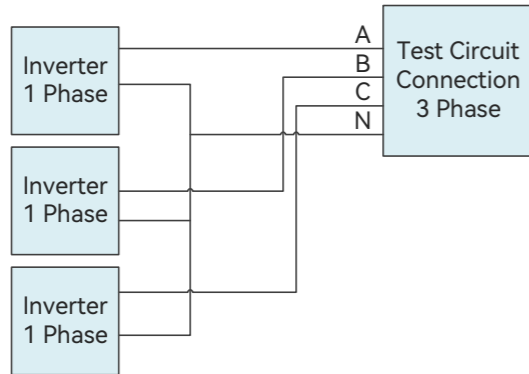 Inverter
1 Phase
Inverter
1 Phase
Inverter
1 Phase
A
B
C
N
Test Circuit
Connection
3 Phase